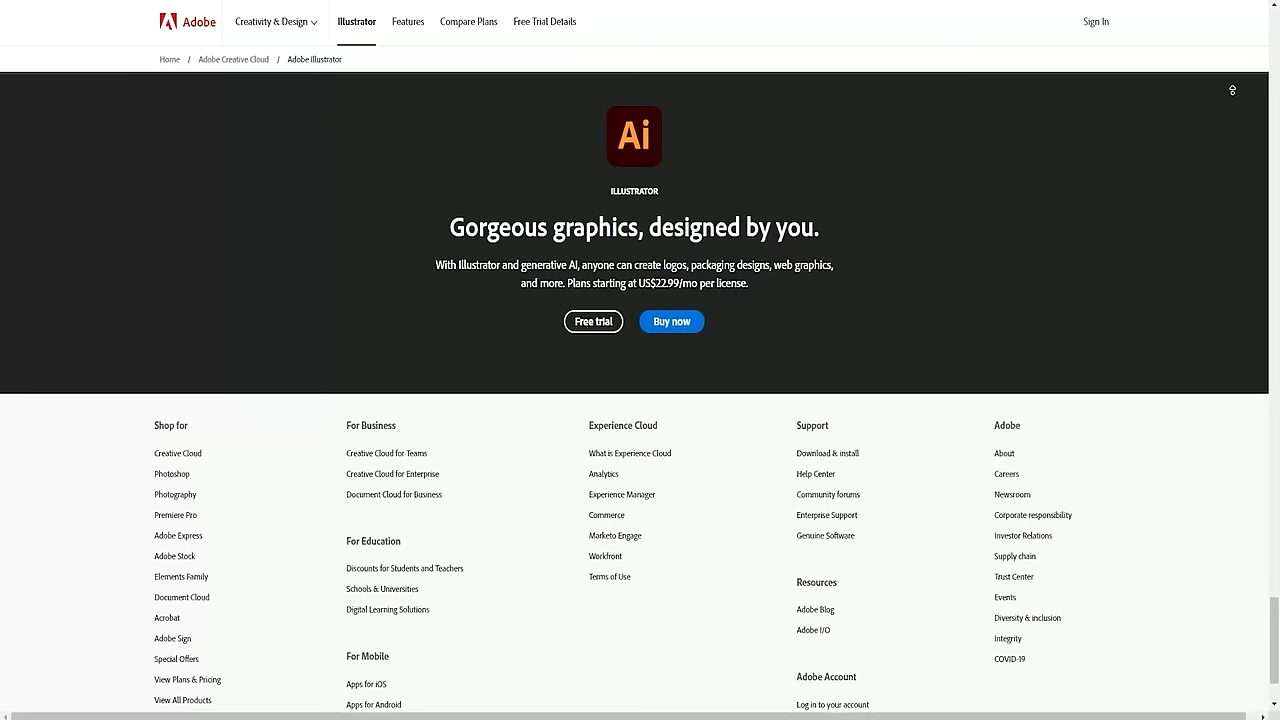 Adobe
Creativity & Design
Illustrator
Features
Compare Plans
Free Trial Details
Sign In
Home / Adobe Creative Cloud / Adobe Illustrator
Ai
ILLUSTRATOR
Gorgeous graphics, designed by you.
With Illustrator and generative AI, anyone can create logos, packaging designs, web graphics,
and more. Plans starting at US$22.99/mo per license.
Free trial
Buy now
Shop for
Creative Cloud
Photoshop
Photography
Premiere Pro
Adobe Express
Adobe Stock
Elements Family
Document Cloud
Acrobat
Adobe Sign
Special Offers
View Plans & Pricing
View All Products
For Business
Creative Cloud for Teams
Creative Cloud for Enterprise
Document Cloud for Business
For Education
Discounts for Students and Teachers
Schools & Universities
Digital Learning Solutions
For Mobile
Apps for iOS
Apps for Android
Experience Cloud
What is Experience Cloud
Analytics
Experience Manager
Commerce
Marketo Engage
Workfront
Terms of Use
Support
Download & install
Help Center
Community forums
Enterprise Support
Genuine Software
Resources
Adobe Blog
Adobe I/O
Adobe Account
Log in to your account
Adobe
About
Careers
Newsroom
Corporate responsibility
Investor Relations
Supply chain
Trust Center
Events
Diversity & inclusion
Integrity
COVID-19